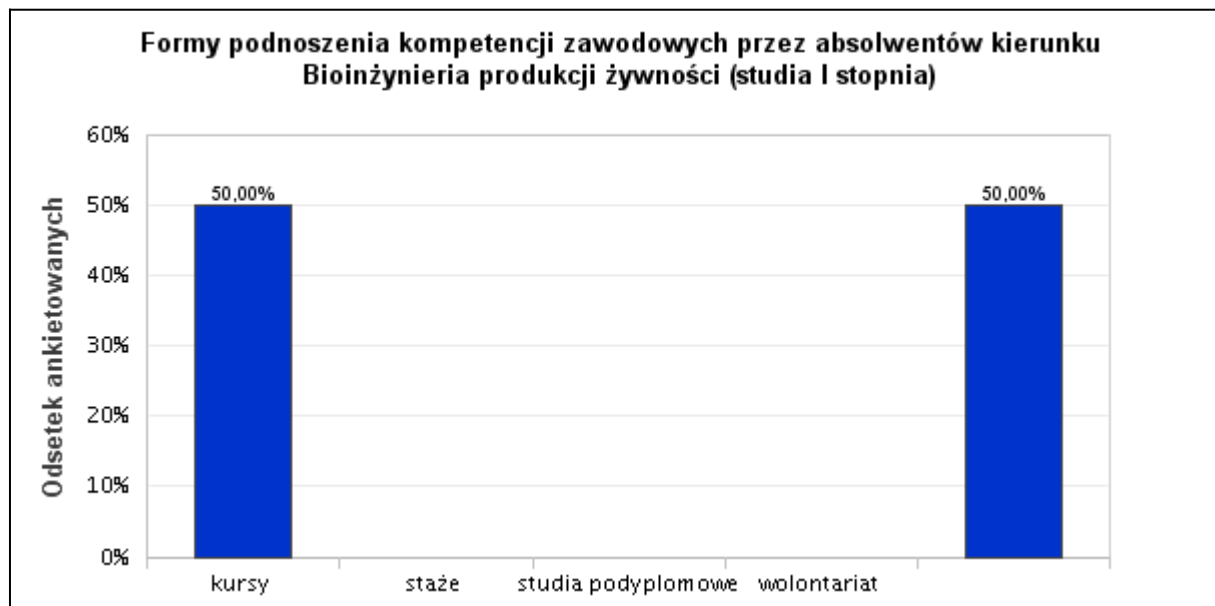 Formy podnoszenia kompetencji zawodowych przez absolwentów kierunku
Bioinżynieria produkcji żywności (studia I stopnia)
Odsetek ankietowanych
60%
50%
40%
30%
20%
10%
0%
50,00%
50,00%
kursy
staże
studia podyplomowe
wolontariat